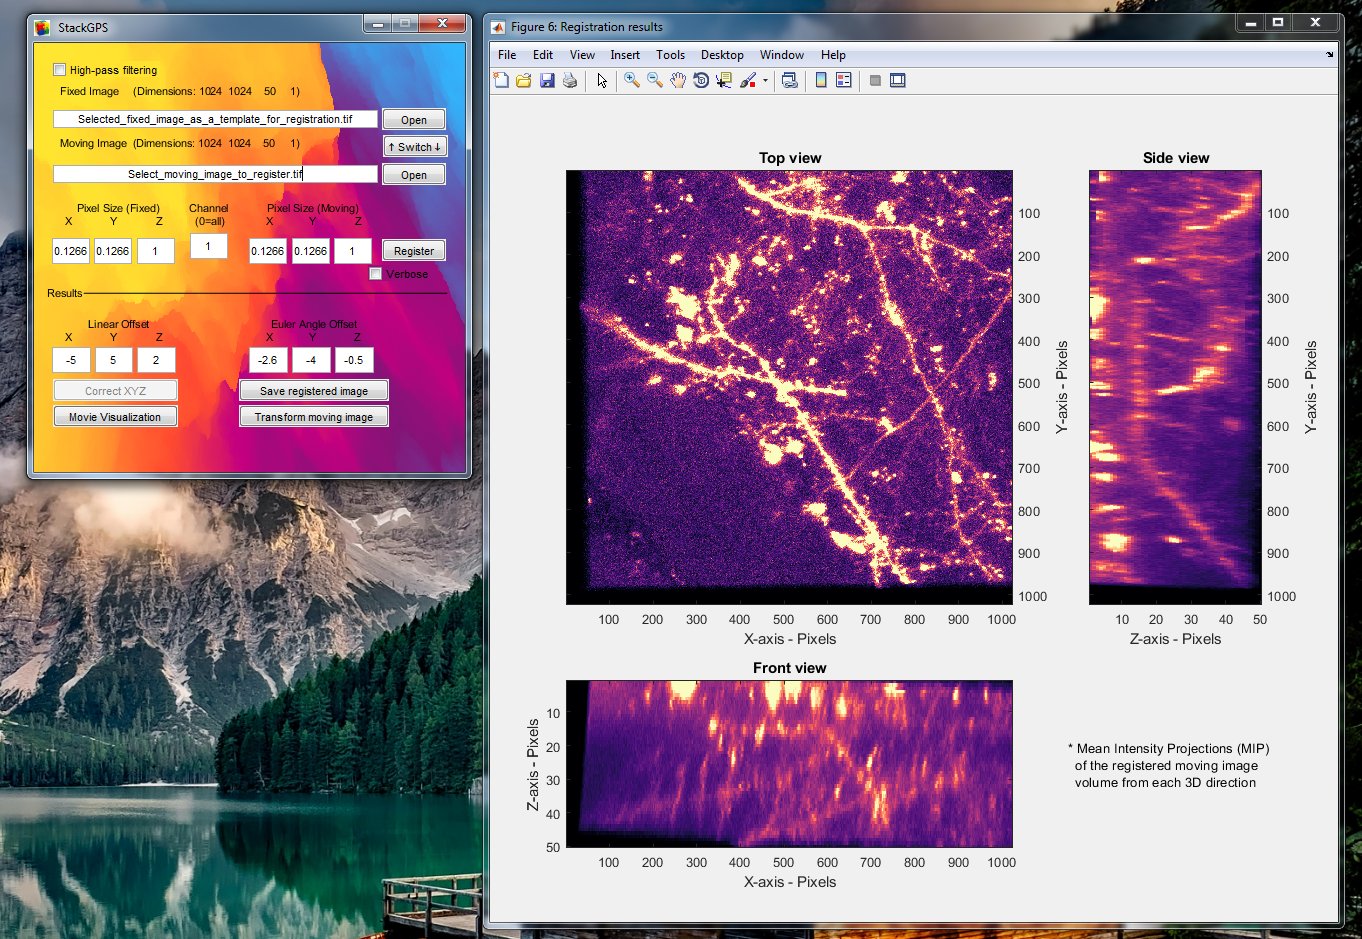 StackGPS
High-pass filtering
Fixed Image (Dimensions: 1024 1024 50 1)
Selected_fixed_image_as_a_template_for_registration.tif
Open
Moving Image (Dimensions: 1024 1024 50 1)
↑ Switch ↓
Select_moving_image_to_register.tif
Open
Pixel Size (Fixed) Channel Pixel Size (Moving)
X Y Z (0=all) X Y Z
0.1266 0.1266 1 1 0.1266 0.1266 1
Register
Verbose
Results
Linear Offset Euler Angle Offset
X Y Z X Y Z
-5 5 2 -2.6 -4 -0.5
Correct XYZ Save registered image
Movie Visualization Transform moving image
Figure 6: Registration results
File Edit View Insert Tools Desktop Window Help
Top view
100
200
300
400
500
600
700
800
900
1000
Y-axis - Pixels
100 200 300 400 500 600 700 800 900 1000
X-axis - Pixels
Side view
100
200
300
400
500
600
700
800
900
1000
Y-axis - Pixels
10 20 30 40 50
Z-axis - Pixels
Front view
10
20
30
40
50
Z-axis - Pixels
100 200 300 400 500 600 700 800 900 1000
X-axis - Pixels
* Mean Intensity Projections (MIP)
of the registered moving image
volume from each 3D direction